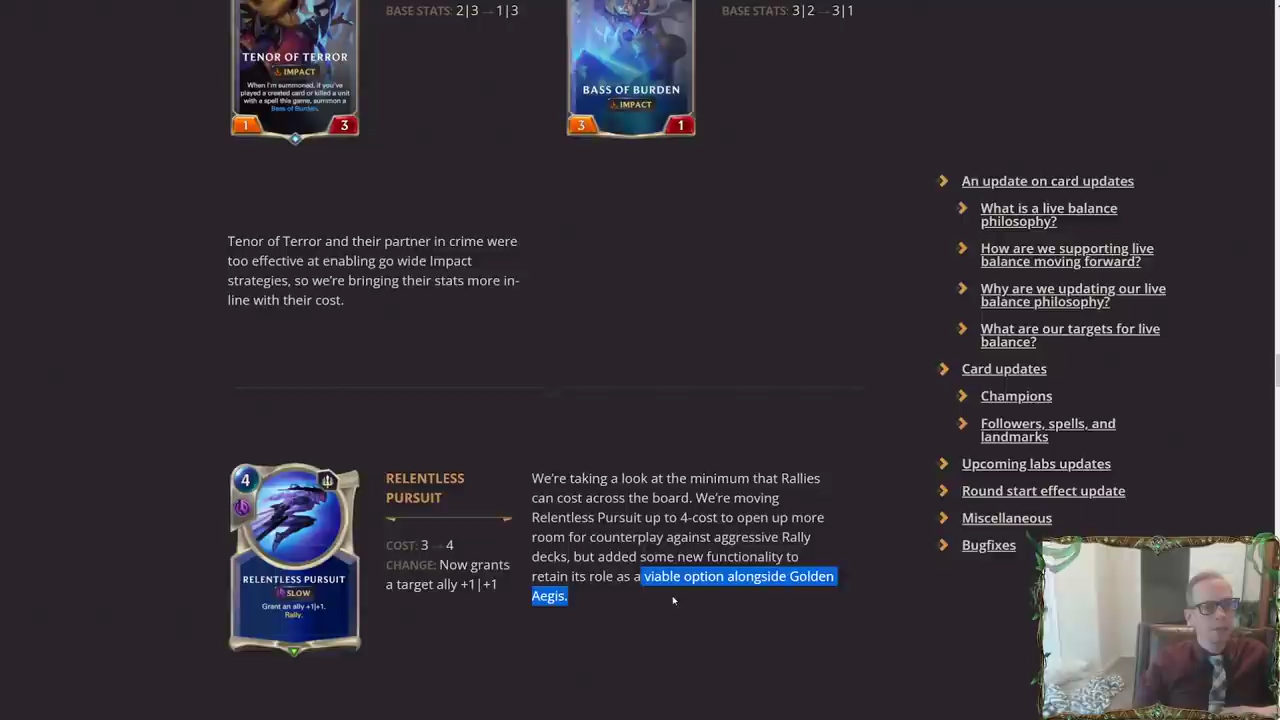 BASE STATS: 2|3 → 1|3
TENOR OF TERROR
IMPACT
When I'm summoned, if you've
played a created card or killed a unit
with a spell this game, summon a
Bass of Burden.
1
3
BASE STATS: 3|2 → 3|1
BASS OF BURDEN
IMPACT
3
1
Tenor of Terror and their partner in crime were
too effective at enabling go wide Impact
strategies, so we're bringing their stats more in-
line with their cost.
4
RELENTLESS PURSUIT
SLOW
Grant an ally +1|+1.
Rally.
RELENTLESS
PURSUIT
COST: 3 → 4
CHANGE: Now grants
a target ally +1|+1
We're taking a look at the minimum that Rallies
can cost across the board. We're moving
Relentless Pursuit up to 4-cost to open up more
room for counterplay against aggressive Rally
decks, but added some new functionality to
retain its role as a viable option alongside Golden
Aegis.
An update on card updates
What is a live balance
philosophy?
How are we supporting live
balance moving forward?
Why are we updating our live
balance philosophy?
What are our targets for live
balance?
Card updates
Champions
Followers, spells, and
landmarks
Upcoming labs updates
Round start effect update
Miscellaneous
Bugfixes